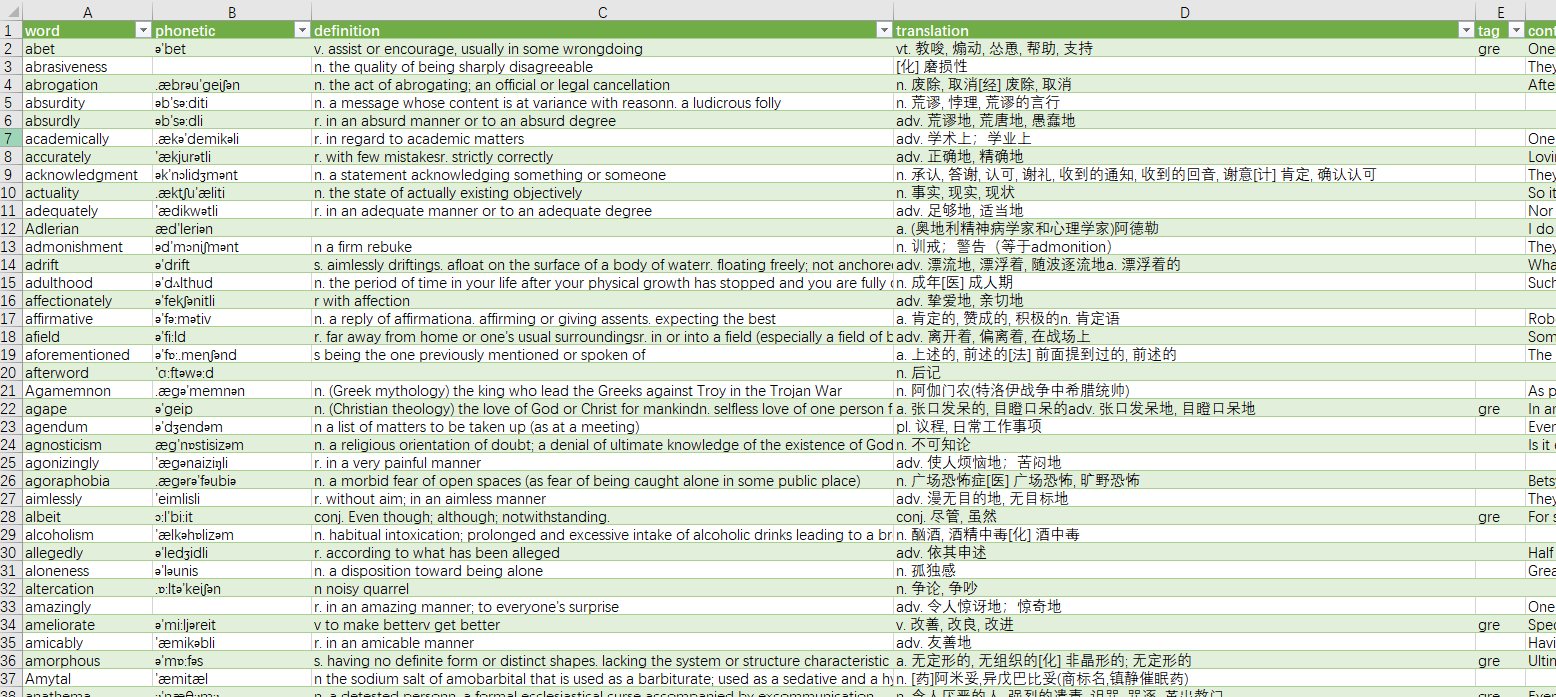 A B C D E
1 word phonetic definition translation tag cont
2 abet ə'bet v. assist or encourage, usually in some wrongdoing vt. 教唆, 煽动, 怂恿, 帮助, 支持 gre One
3 abrasiveness n. the quality of being sharply disagreeable [化] 磨损性 They
4 abrogation .æbrəu'geiʃən n. the act of abrogating; an official or legal cancellation n. 废除, 取消[经] 废除, 取消 Afte
5 absurdity əb'sə:diti n. a message whose content is at variance with reasonn. a ludicrous folly n. 荒谬, 悖理, 荒谬的言行
6 absurdly əb'sə:dli r. in an absurd manner or to an absurd degree adv. 荒谬地, 荒唐地, 愚蠢地
7 academically .ækə'demikəli r. in regard to academic matters adv. 学术上；学业上 One
8 accurately 'ækjurətli r. with few mistakesr. strictly correctly adv. 正确地, 精确地 Lovi
9 acknowledgment ək'nɔlidʒmənt n. a statement acknowledging something or someone n. 承认, 答谢, 认可, 谢礼, 收到的通知, 收到的回音, 谢意[计] 肯定, 确认认可 They
10 actuality .æktʃu'æliti n. the state of actually existing objectively n. 事实, 现实, 现状 So it
11 adequately 'ædikwətli r. in an adequate manner or to an adequate degree adv. 足够地, 适当地 Nor
12 Adlerian æd'leriən a. (奥地利精神病学家和心理学家)阿德勒 I do
13 admonishment əd'mɔniʃmənt n a firm rebuke n. 训戒；警告（等于admonition） They
14 adrift ə'drift s. aimlessly driftings. afloat on the surface of a body of waterr. floating freely; not anchore adv. 漂流地, 漂浮着, 随波逐流地a. 漂浮着的 Wha
15 adulthood ə'dʌlthud n. the period of time in your life after your physical growth has stopped and you are fully n. 成年[医] 成人期 Such
16 affectionately ə'fekʃənitli r with affection adv. 挚爱地, 亲切地
17 affirmative ə'fə:mətiv n. a reply of affirmationa. affirming or giving assents. expecting the best a. 肯定的, 赞成的, 积极的n. 肯定语 Rob
18 afield ə'fi:ld r. far away from home or one's usual surroundingsr. in or into a field (especially a field of b adv. 离开着, 偏离着, 在战场上 Som
19 aforementioned ə'fɒ:.menʃənd s being the one previously mentioned or spoken of a. 上述的, 前述的[法] 前面提到过的, 前述的 The
20 afterword 'ɑ:ftəwə:d n. 后记
21 Agamemnon .ægə'memnən n. (Greek mythology) the king who lead the Greeks against Troy in the Trojan War n. 阿伽门农(特洛伊战争中希腊统帅) As p
22 agape ə'geip n. (Christian theology) the love of God or Christ for mankindn. selfless love of one person f a. 张口发呆的, 目瞪口呆的adv. 张口发呆地, 目瞪口呆地 gre In ar
23 agendum ə'dʒendəm n a list of matters to be taken up (as at a meeting) pl. 议程, 日常工作事项 Ever
24 agnosticism æg'nɒstisizəm n. a religious orientation of doubt; a denial of ultimate knowledge of the existence of God n. 不可知论 Is it
25 agonizingly 'ægənaiziŋli r. in a very painful manner adv. 使人烦恼地；苦闷地
26 agoraphobia .ægərə'fəubiə n. a morbid fear of open spaces (as fear of being caught alone in some public place) n. 广场恐怖症[医] 广场恐怖, 旷野恐怖 Bets
27 aimlessly 'eimlisli r. without aim; in an aimless manner adv. 漫无目的地, 无目标地 They
28 albeit ɔ:l'bi:it conj. Even though; although; notwithstanding. conj. 尽管, 虽然 gre For s
29 alcoholism 'ælkəhɒlizəm n. habitual intoxication; prolonged and excessive intake of alcoholic drinks leading to a br n. 酗酒, 酒精中毒[化] 酒中毒
30 allegedly ə'ledʒidli r. according to what has been alleged adv. 依其申述 Half
31 aloneness ə'ləunis n. a disposition toward being alone n. 孤独感 Grea
32 altercation .ɒ:ltə'keiʃən n noisy quarrel n. 争论, 争吵
33 amazingly r. in an amazing manner; to everyone's surprise adv. 令人惊讶地；惊奇地 One
34 ameliorate ə'mi:ljəreit v to make betterv get better v. 改善, 改良, 改进 gre Spec
35 amicably 'æmikəbli r. in an amicable manner adv. 友善地 Havi
36 amorphous ə'mɒ:fəs s. having no definite form or distinct shapes. lacking the system or structure characteristic a. 无定形的, 无组织的[化] 非晶形的; 无定形的 gre Ultin
37 Amytal 'æmitæl n the sodium salt of amobarbital that is used as a barbiturate; used as a sedative and a hy n. [药]阿米妥,异戊巴比妥(商标名,镇静催眠药)
38 anathema n. a detested personn. a formal ecclesiastical curse accompanied by excommunication